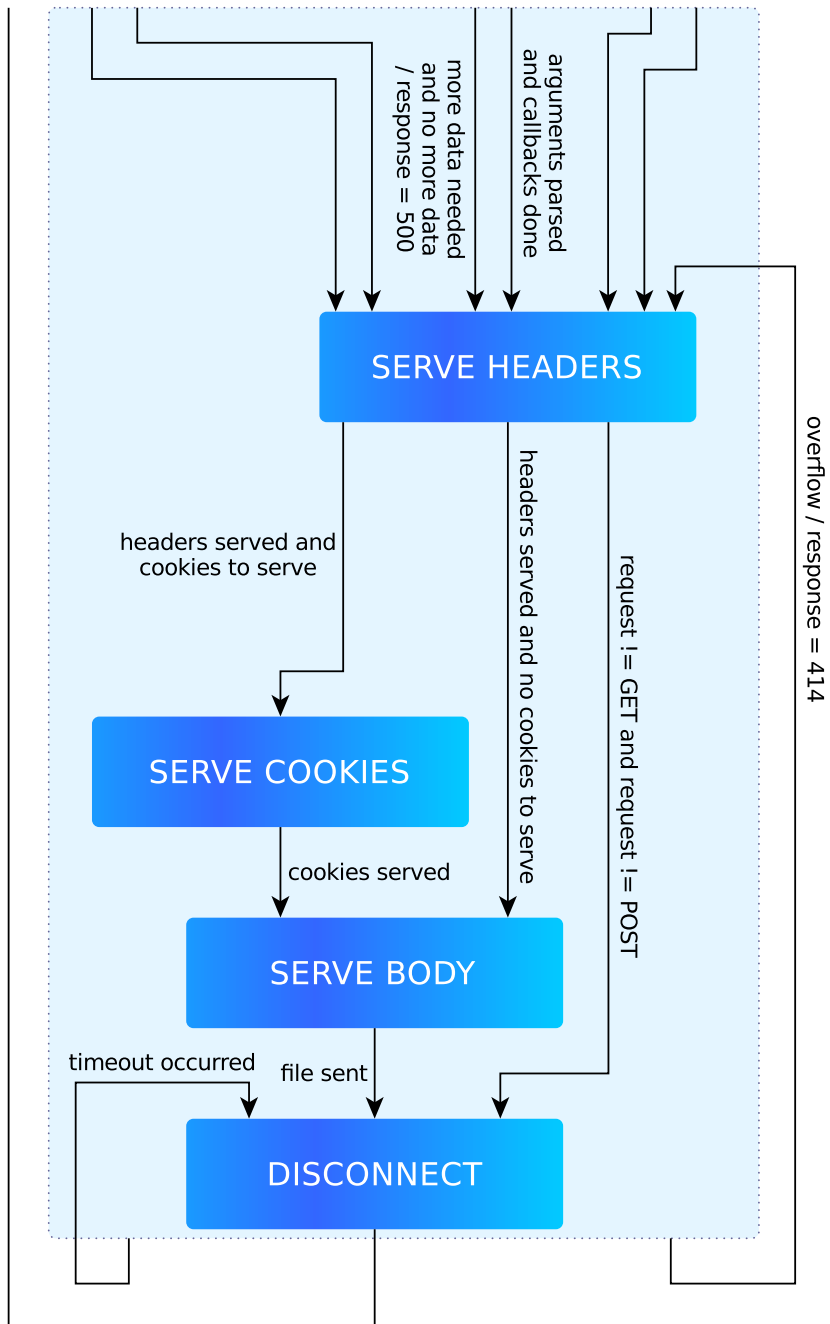 more data needed
and no more data
/ response = 500
arguments parsed
and callbacks done
SERVE HEADERS
overflow / response = 414
headers served and
cookies to serve
headers served and no cookies to serve
request != GET and request != POST
SERVE COOKIES
cookies served
SERVE BODY
timeout occurred
file sent
DISCONNECT